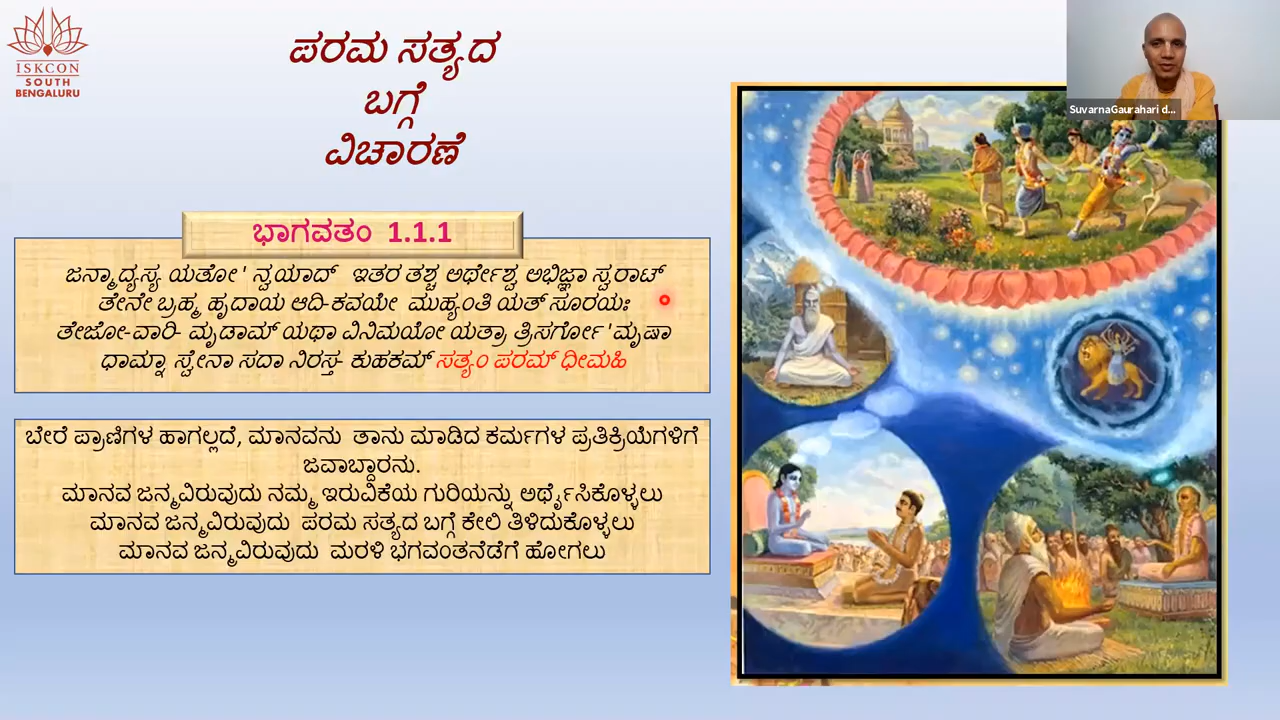 ISKCON
SOUTH
BENGALURU
ಪರಮ ಸತ್ಯದ
ಬಗ್ಗೆ
ವಿಚಾರಣೆ
SuvarnaGaurahari d...
ಭಾಗವತಂ 1.1.1
ಜನ್ಮಾದ್ಯಸ್ಯ ಯತೋ' ನ್ವಯಾದ್ ಇತರ ತಶ್ಚ ಅರ್ಥೇಶ್ವ ಅಭಿಜ್ಞಾ ಸ್ವರಾಟ್
ತೇನೇ ಬ್ರಹ್ಮ ಹೃದಾಯ ಆದಿ-ಕವಯೇ ಮುಹ್ಯಂತಿ ಯತ್ ಸೂರಯಃ
ತೇಜೋ-ವಾರಿ- ಮೃಡಾಮ್ ಯಥಾ ವಿನಿಮಯೋ ಯತ್ರಾ ತ್ರಿಸರ್ಗೋ'ಮೃಷಾ
ಧಾಮ್ನಾ ಸ್ವೇನಾ ಸದಾ ನಿರಸ್ತ- ಕುಹಕಮ್ ಸತ್ಯಂ ಪರಮ್ ಧೀಮಹಿ
ಬೇರೆ ಪ್ರಾಣಿಗಳ ಹಾಗಲ್ಲದೆ, ಮಾನವನು ತಾನು ಮಾಡಿದ ಕರ್ಮಗಳ ಪ್ರತಿಕ್ರಿಯೆಗಳಿಗೆ
ಜವಾಬ್ದಾರನು.
ಮಾನವ ಜನ್ಮವಿರುವುದು ನಮ್ಮ ಇರುವಿಕೆಯ ಗುರಿಯನ್ನು ಅರ್ಥೈಸಿಕೊಳ್ಳಲು
ಮಾನವ ಜನ್ಮವಿರುವುದು ಪರಮ ಸತ್ಯದ ಬಗ್ಗೆ ಕೇಲಿ ತಿಳಿದುಕೊಳ್ಳಲು
ಮಾನವ ಜನ್ಮವಿರುವುದು ಮರಳಿ ಭಗವಂತನೆಡೆಗೆ ಹೋಗಲು